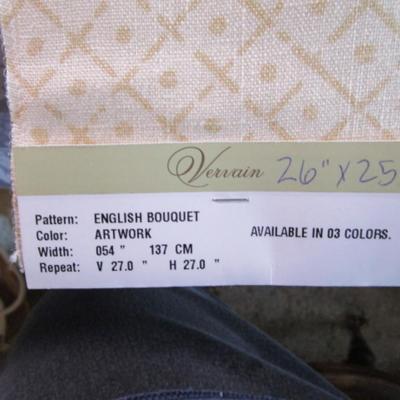 Vervain 26" x 25
Pattern: ENGLISH BOUQUET
Color: ARTWORK AVAILABLE IN 03 COLORS.
Width: 054 " 137 CM
Repeat: V 27.0 " H 27.0 "